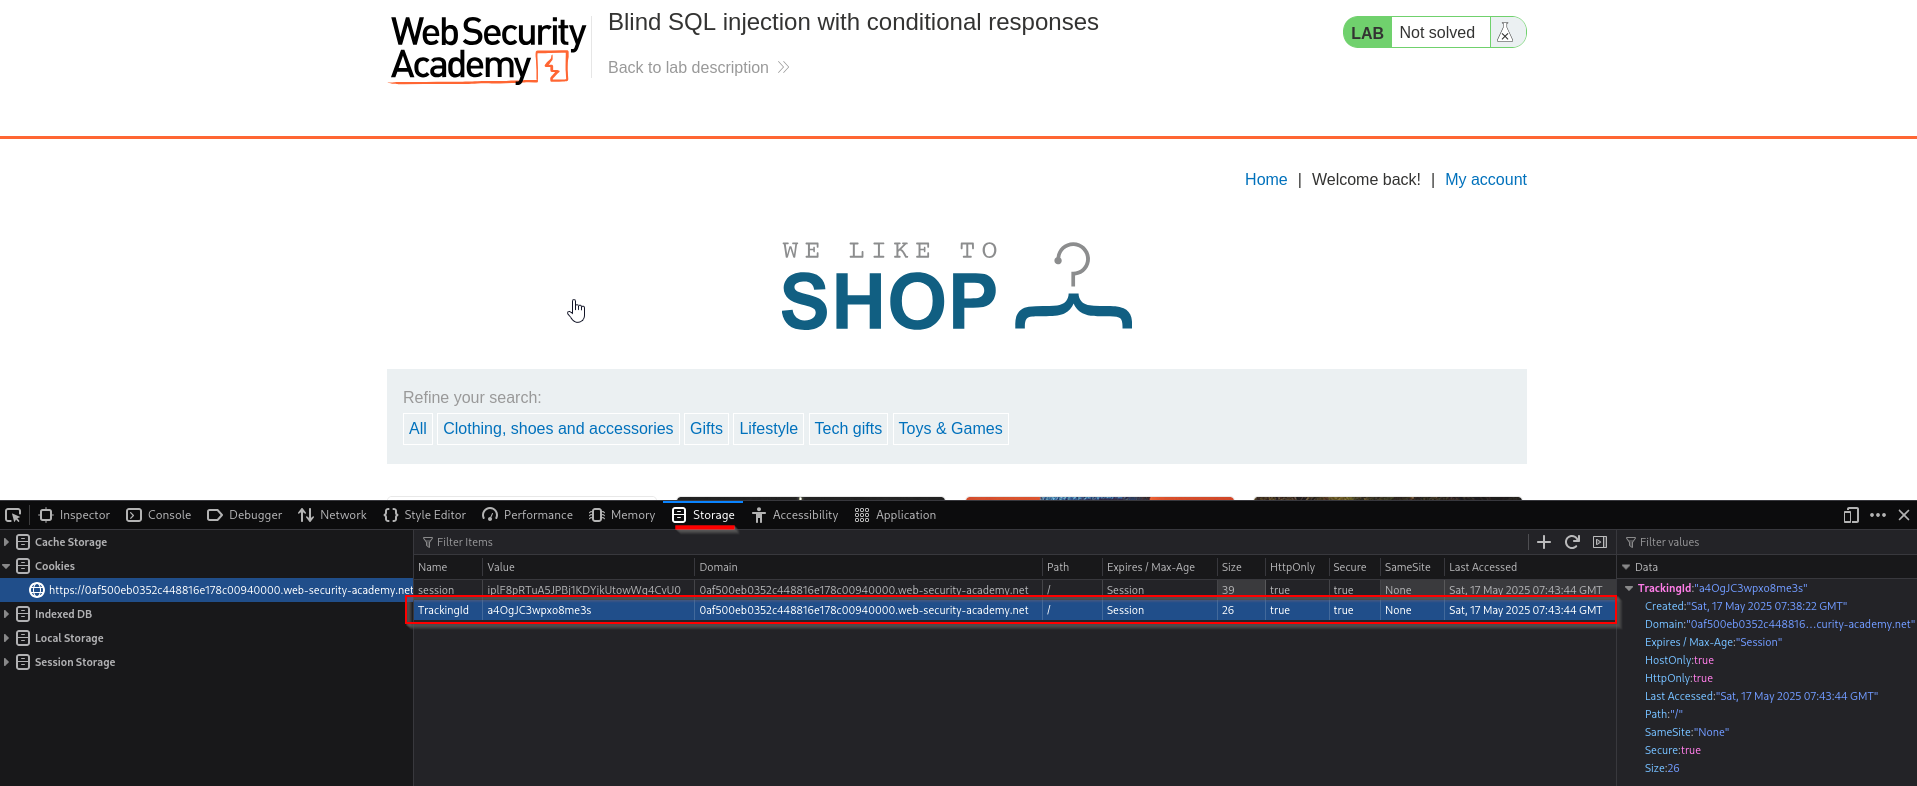 Web Security
Academy
Blind SQL injection with conditional responses
Back to lab description
LAB Not solved
Home | Welcome back! | My account
WE LIKE TO
SHOP
Refine your search:
All Clothing, shoes and accessories Gifts Lifestyle Tech gifts Toys & Games
Inspector Console Debugger Network Style Editor Performance Memory Storage Accessibility Application
Cache Storage
Cookies
https://0af500eb0352c448816e178c00940000.web-security-academy.net
Indexed DB
Local Storage
Session Storage
Filter Items
Name Value Domain Path Expires / Max-Age Size HttpOnly Secure SameSite Last Accessed
session iplF8pRTuA5JPBj1KDYjkUtowWq4CvU0 0af500eb0352c448816e178c00940000.web-security-academy.net / Session 39 true true None Sat, 17 May 2025 07:43:44 GMT
TrackingId a4OgJC3wpxo8me3s 0af500eb0352c448816e178c00940000.web-security-academy.net / Session 26 true true None Sat, 17 May 2025 07:43:44 GMT
Filter values
Data
TrackingId:"a4OgJC3wpxo8me3s"
Created:"Sat, 17 May 2025 07:38:22 GMT"
Domain:"0af500eb0352c448816…curity-academy.net"
Expires / Max-Age:"Session"
HostOnly:true
HttpOnly:true
Last Accessed:"Sat, 17 May 2025 07:43:44 GMT"
Path:"/"
SameSite:"None"
Secure:true
Size:26